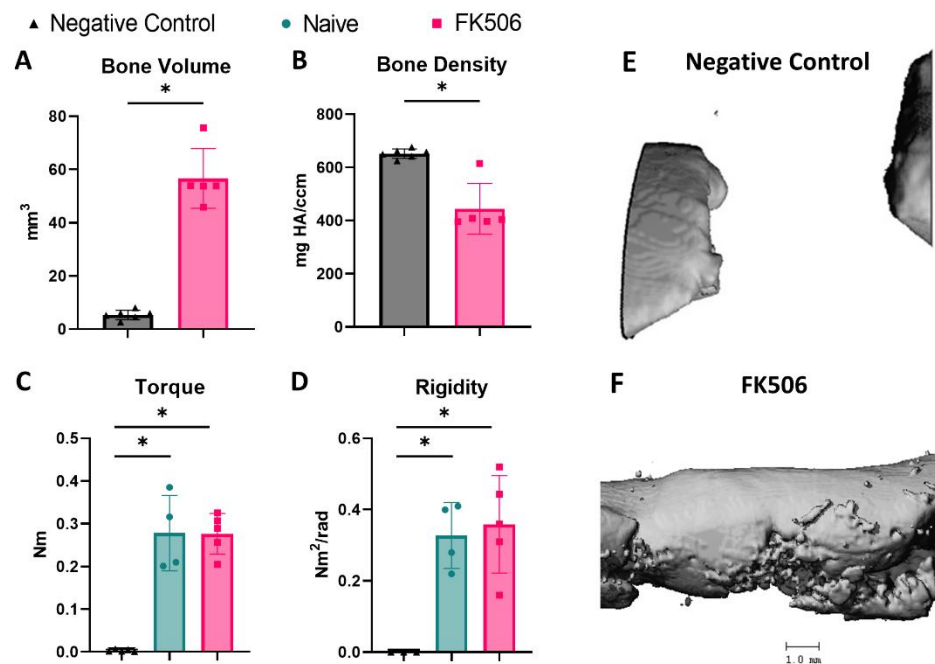 Negative Control Naive FK506
A
Bone Volume
*
mm³
80
60
40
20
0
B
Bone Density
*
mg HA/ccm
800
600
400
200
0
E Negative Control
C
Torque
*
*
Nm
0.5
0.4
0.3
0.2
0.1
0.0
D
Rigidity
*
*
Nm²/rad
0.6
0.4
0.2
0.0
F FK506
1.0 mm